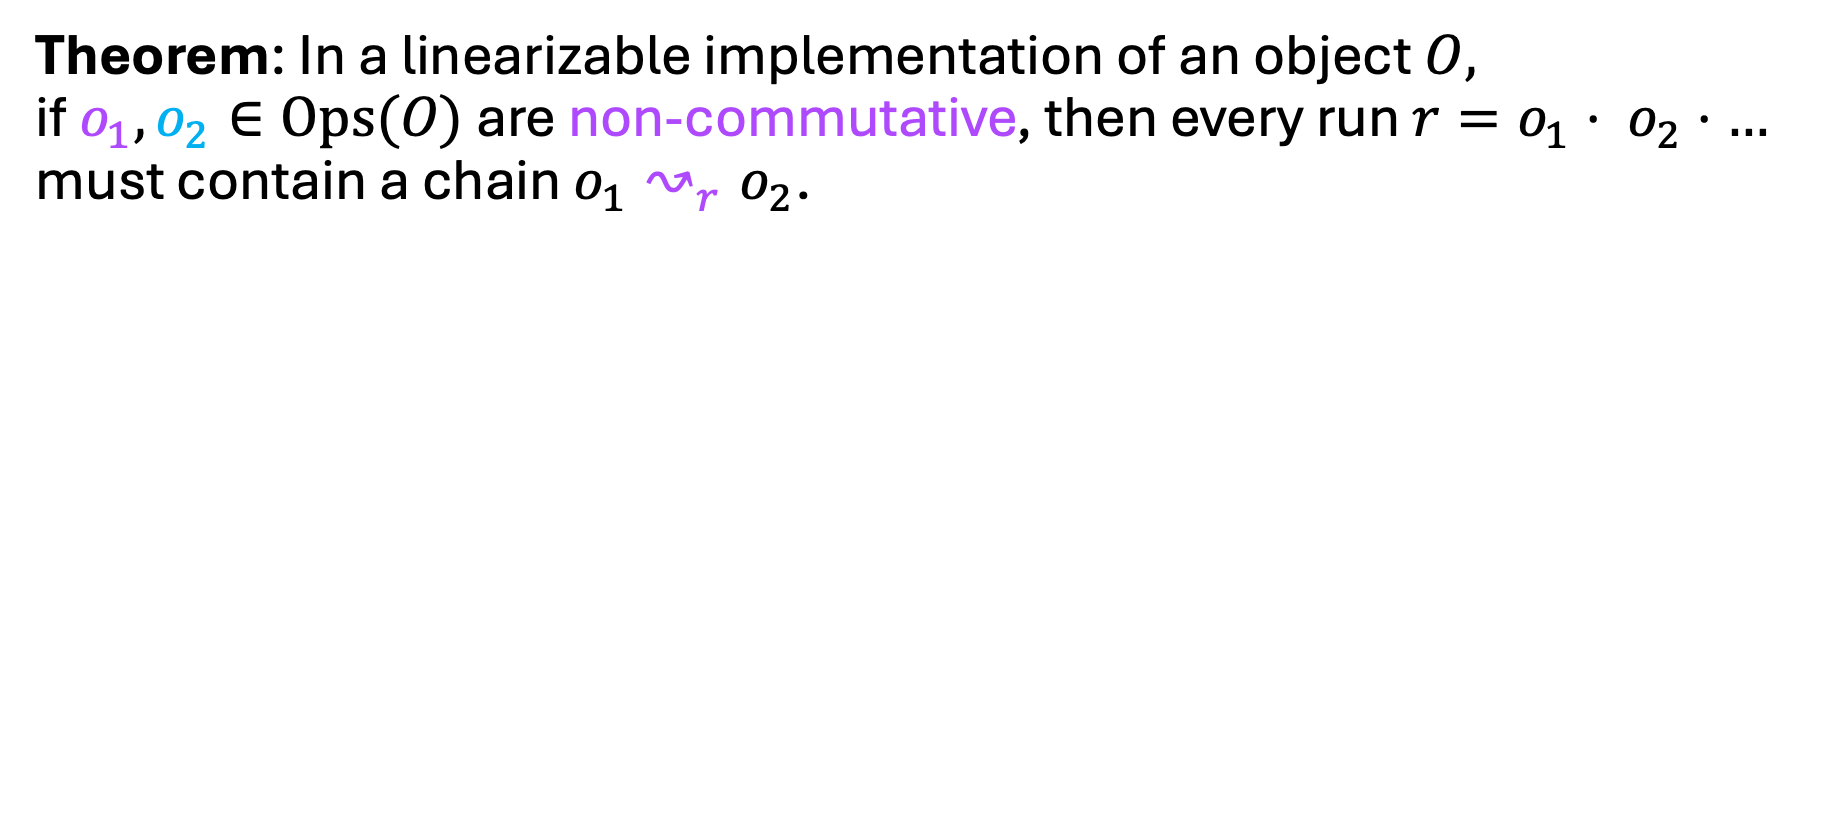 Theorem: In a linearizable implementation of an object 𝑂,
if 𝑜₁, 𝑜₂ ∈ Ops(𝑂) are non-commutative, then every run 𝑟 = 𝑜₁ · 𝑜₂ · ...
must contain a chain 𝑜₁ ⤳ᵣ 𝑜₂.